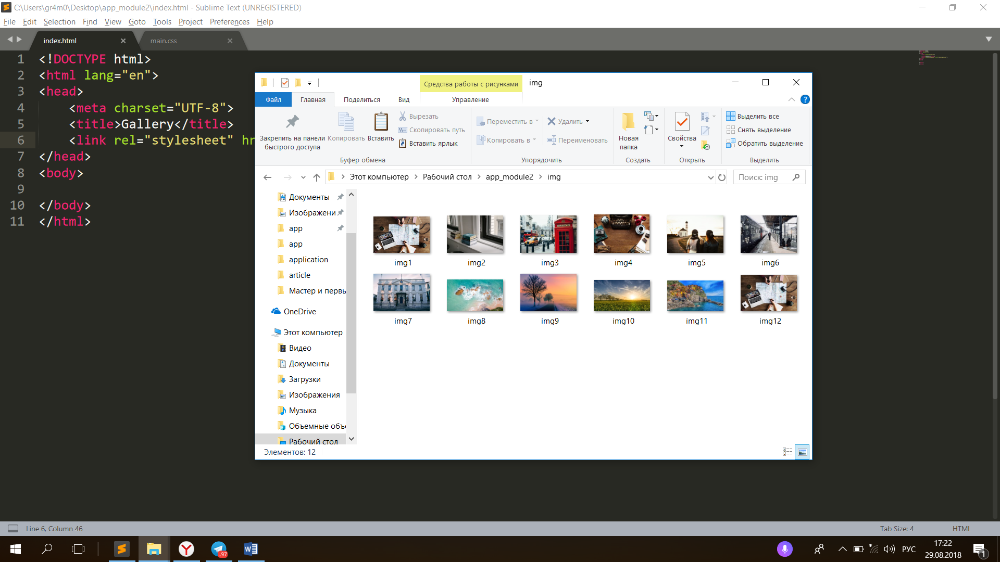 C:\Users\gr4m0\Desktop\app_module2\index.html - Sublime Text (UNREGISTERED)
File Edit Selection Find View Goto Tools Project Preferences Help
index.html main.css
1 <!DOCTYPE html>
2 <html lang="en">
3 <head>
4 <meta charset="UTF-8">
5 <title>Gallery</title>
6 <link rel="stylesheet" hr
7 </head>
8 <body>
9
10 </body>
11 </html>
Средства работы с рисунками img
Файл Главная Поделиться Вид Управление
Закрепить на панели быстрого доступа
Копировать
Вставить
Вырезать
Скопировать путь
Вставить ярлык
Буфер обмена
Переместить в
Копировать в
Удалить
Переименовать
Упорядочить
Новая папка
Создать
Свойства
Открыть
Выделить все
Снять выделение
Обратить выделение
Выделить
Этот компьютер Рабочий стол app_module2 img
Поиск: img
Документы
Изображени
app
app
application
article
Мастер и первь
OneDrive
Этот компьютер
Видео
Документы
Загрузки
Изображения
Музыка
Объемные объ
Рабочий стол
img1 img2 img3 img4 img5 img6
img7 img8 img9 img10 img11 img12
Элементов: 12
Line 6, Column 46 Tab Size: 4 HTML
..97
РУС
17:22
29.08.2018
1